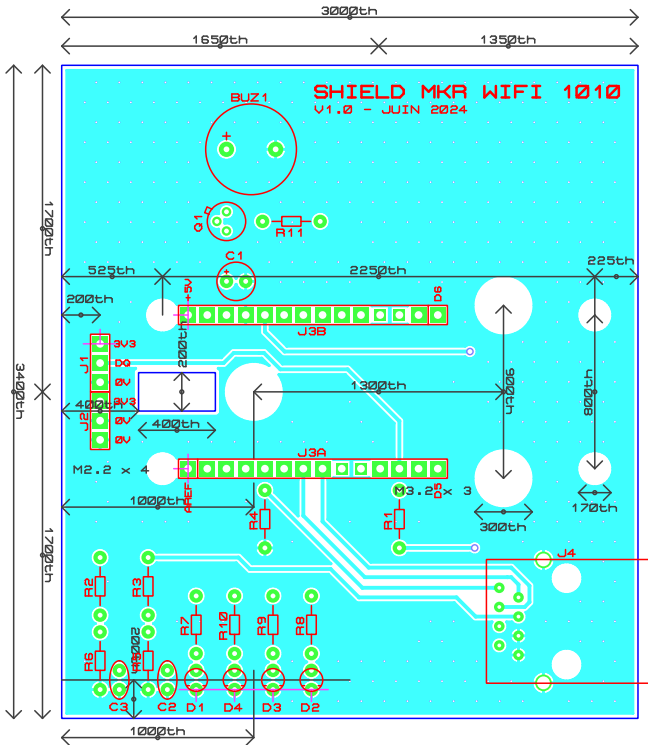 3000th
1650th
1350th
SHIELD MKR WIFI 1010
V1.0 - JUIN 2024
BUZ1
+
1700th
Q1
R11
C1
+
525th
2250th
225th
200th
+5V
D6
J3B
J1
3V3
DQ
0V
200th
3400th
1300th
900th
800th
400th
3V3
J2
0V
0V
400th
J3A
M2.2 x 4
M3.2 x 3
AREF
D5
170th
1000th
300th
R4
R1
1700th
J4
R2
R3
R7
R10
R9
R8
R6
200th
C3
C2
D1
D4
D3
D2
1000th